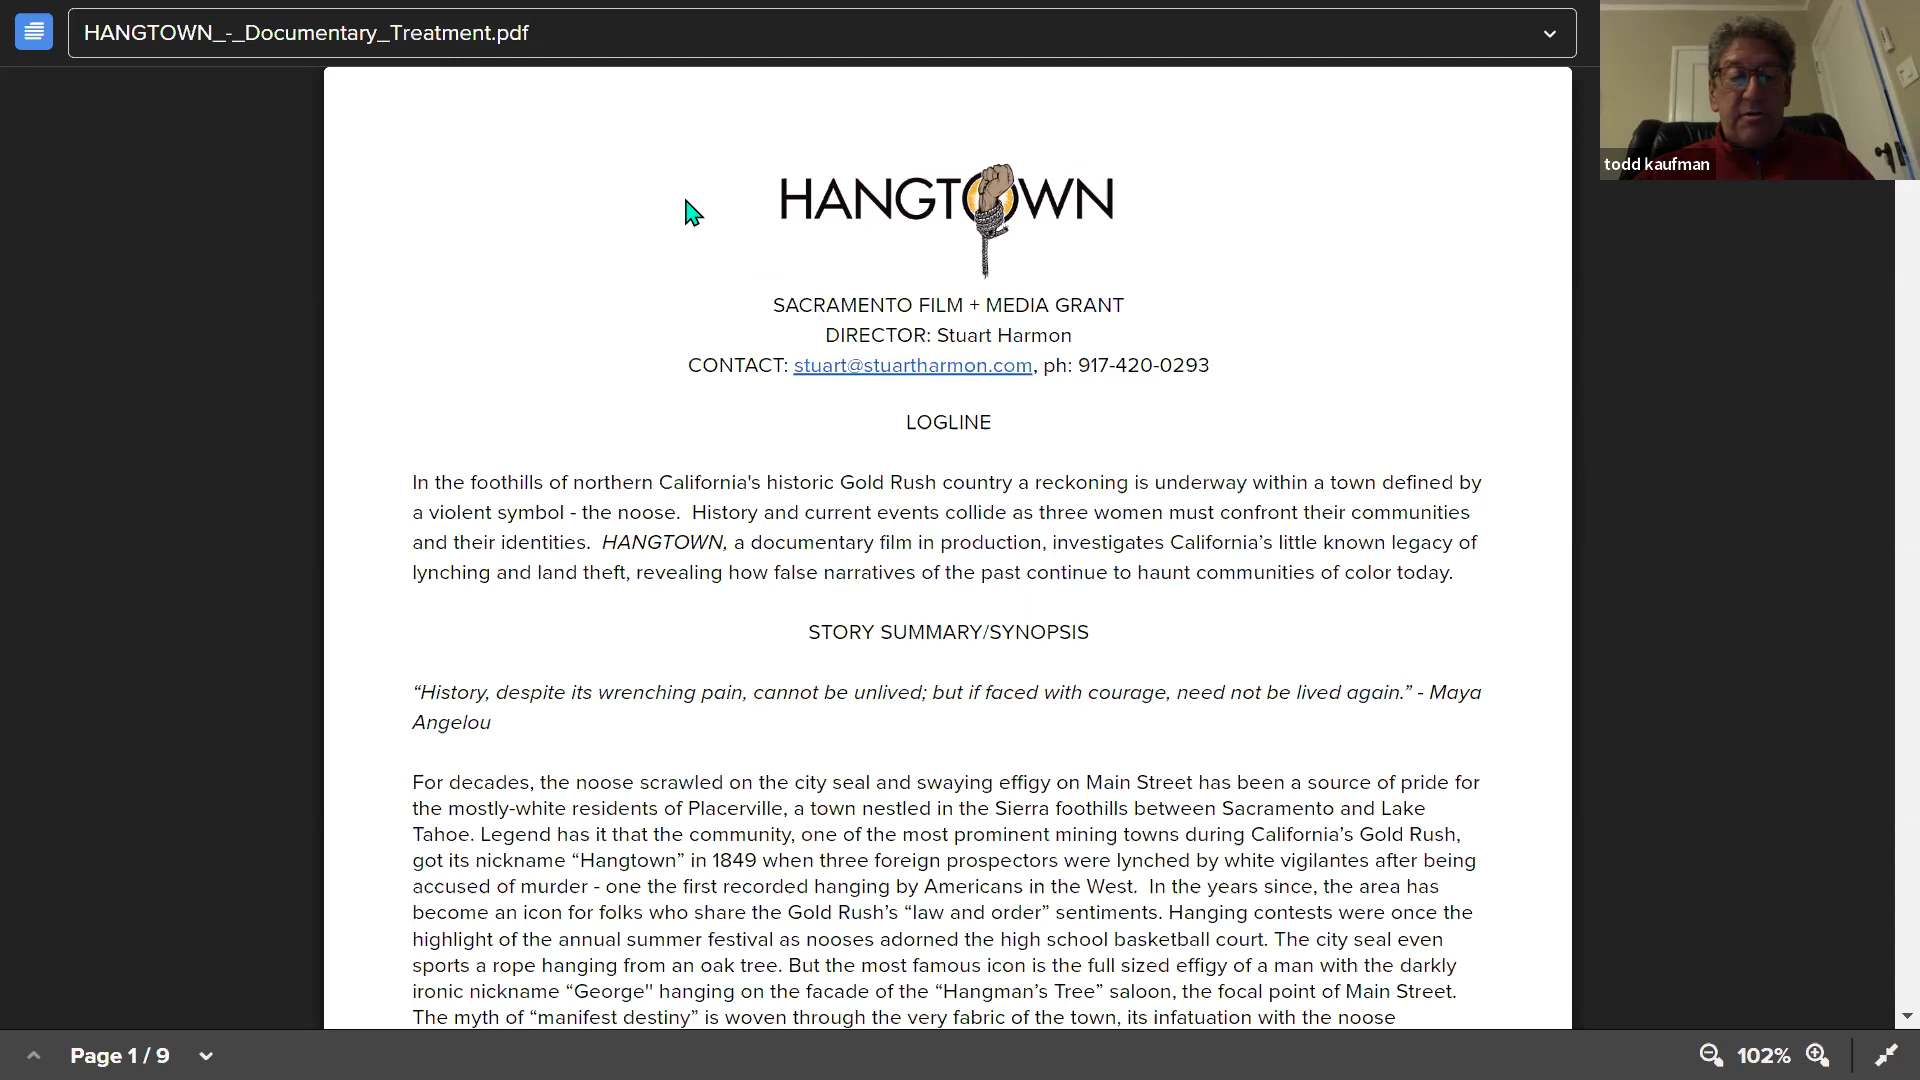 HANGTOWN_-_Documentary_Treatment.pdf
todd kaufman
HANGTOWN
SACRAMENTO FILM + MEDIA GRANT
DIRECTOR: Stuart Harmon
CONTACT: stuart@stuartharmon.com, ph: 917-420-0293
LOGLINE
In the foothills of northern California's historic Gold Rush country a reckoning is underway within a town defined by
a violent symbol - the noose.  History and current events collide as three women must confront their communities
and their identities.  HANGTOWN, a documentary film in production, investigates California’s little known legacy of
lynching and land theft, revealing how false narratives of the past continue to haunt communities of color today.
STORY SUMMARY/SYNOPSIS
“History, despite its wrenching pain, cannot be unlived; but if faced with courage, need not be lived again.” - Maya
Angelou
For decades, the noose scrawled on the city seal and swaying effigy on Main Street has been a source of pride for
the mostly-white residents of Placerville, a town nestled in the Sierra foothills between Sacramento and Lake
Tahoe. Legend has it that the community, one of the most prominent mining towns during California’s Gold Rush,
got its nickname “Hangtown” in 1849 when three foreign prospectors were lynched by white vigilantes after being
accused of murder - one the first recorded hanging by Americans in the West.  In the years since, the area has
become an icon for folks who share the Gold Rush’s “law and order” sentiments. Hanging contests were once the
highlight of the annual summer festival as nooses adorned the high school basketball court. The city seal even
sports a rope hanging from an oak tree. But the most famous icon is the full sized effigy of a man with the darkly
ironic nickname “George" hanging on the facade of the “Hangman’s Tree” saloon, the focal point of Main Street.
The myth of “manifest destiny” is woven through the very fabric of the town, its infatuation with the noose
Page 1 / 9
102%